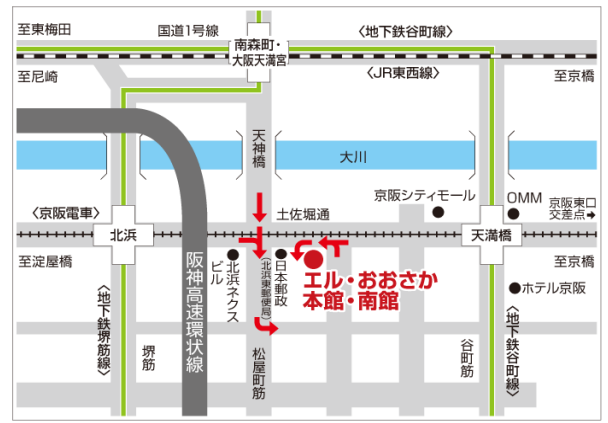 至東梅田
国道1号線
〈地下鉄谷町線〉
南森町・
大阪天満宮
至尼崎
〈JR東西線〉
至京橋
天神橋
大川
京阪シティモール
OMM
京阪東口
交差点➡
〈京阪電車〉
土佐堀通
北浜
天満橋
至淀屋橋
至京橋
阪神高速環状線
北浜ネクス
ビル
日本郵政
（北浜東郵便局）
エル・おおさか
本館・南館
ホテル京阪
〈地下鉄堺筋線〉
堺筋
松屋町筋
谷町筋
〈地下鉄谷町線〉